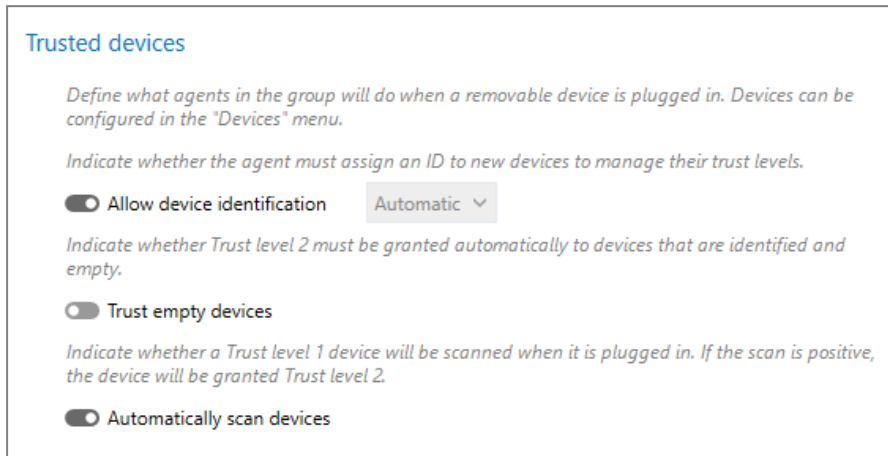 Trusted devices
Define what agents in the group will do when a removable device is plugged in. Devices can be
configured in the "Devices" menu.
Indicate whether the agent must assign an ID to new devices to manage their trust levels.
Allow device identification Automatic
Indicate whether Trust level 2 must be granted automatically to devices that are identified and
empty.
Trust empty devices
Indicate whether a Trust level 1 device will be scanned when it is plugged in. If the scan is positive,
the device will be granted Trust level 2.
Automatically scan devices